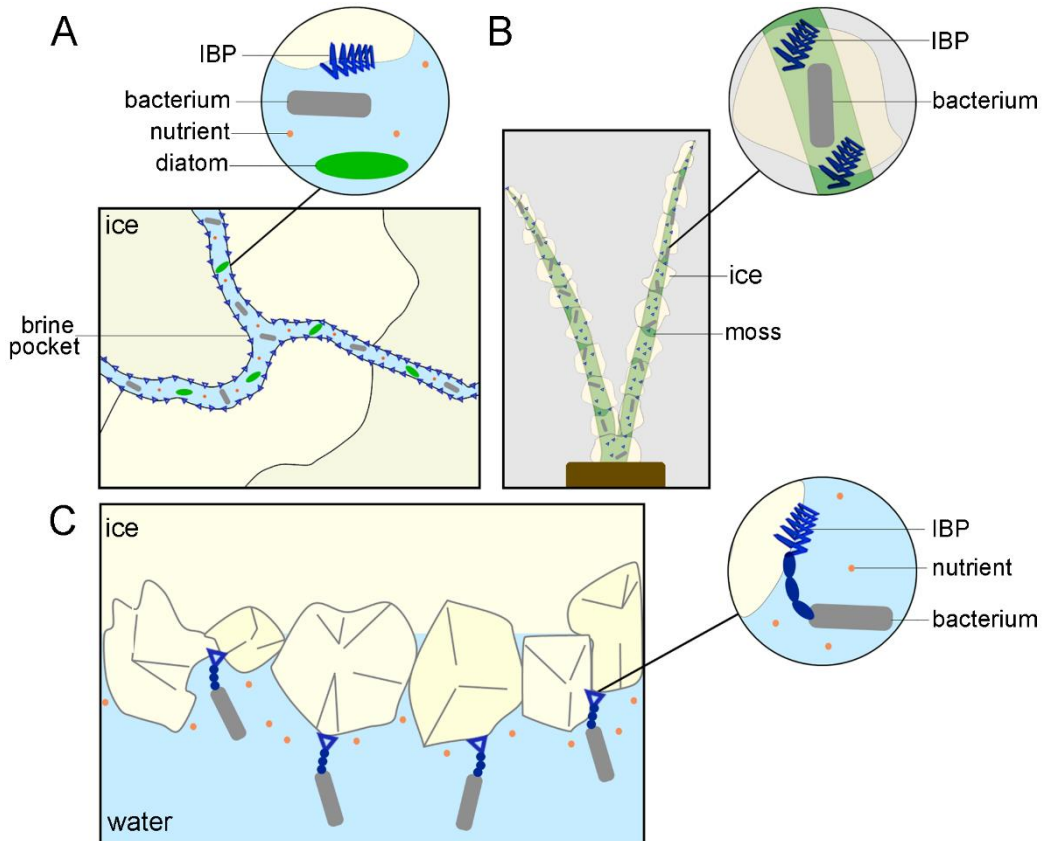 A
IBP
bacterium
nutrient
diatom
ice
brine
pocket
B
IBP
bacterium
ice
moss
C
ice
water
IBP
nutrient
bacterium